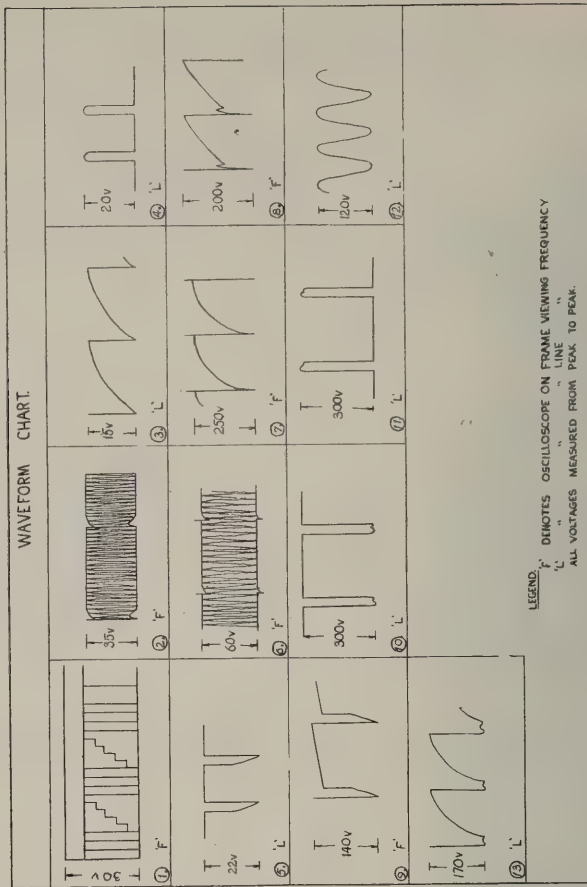 WAVEFORM CHART.
30v
① 'F'
35v
② 'F'
15v
③ 'L'
20v
④ 'L'
22v
⑤ 'L'
60v
⑥ 'F'
250v
⑦ 'F'
200v
⑧ 'F'
140v
⑨ 'F'
300v
⑩ 'L'
300v
⑪ 'L'
120v
⑫ 'L'
170v
⑬ 'L'
LEGEND.
'F' DENOTES OSCILLOSCOPE ON FRAME VIEWING FREQUENCY
'L' " " " LINE "  "
ALL VOLTAGES MEASURED FROM PEAK TO PEAK.